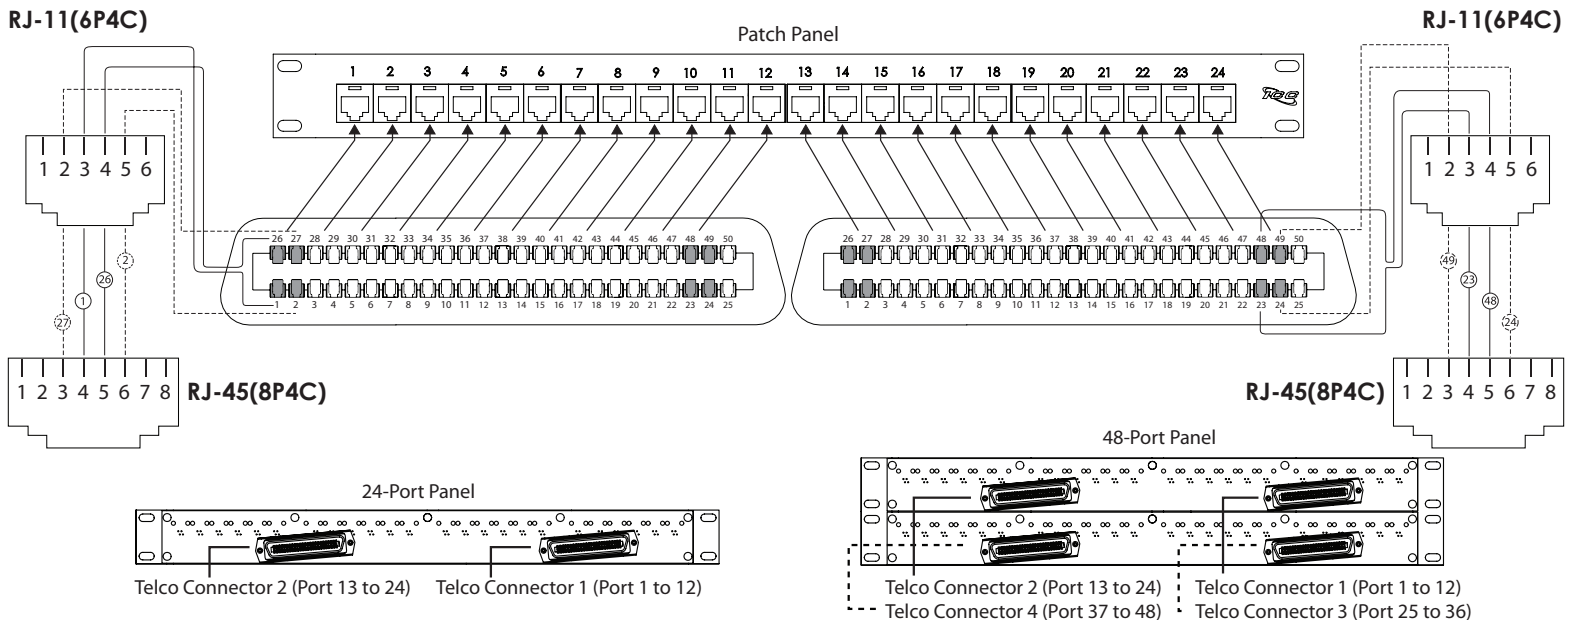 RJ-11(6P4C)
RJ-11(6P4C)
Patch Panel
1 2 3 4 5 6 7 8 9 10 11 12 13 14 15 16 17 18 19 20 21 22 23 24
ICC
1 2 3 4 5 6
1 2 3 4 5 6
26 27 28 29 30 31 32 33 34 35 36 37 38 39 40 41 42 43 44 45 46 47 48 49 50
26 27 28 29 30 31 32 33 34 35 36 37 38 39 40 41 42 43 44 45 46 47 48 49 50
1 2 3 4 5 6 7 8 9 10 11 12 13 14 15 16 17 18 19 20 21 22 23 24 25
1 2 3 4 5 6 7 8 9 10 11 12 13 14 15 16 17 18 19 20 21 22 23 24 25
27 1 26 2
49 23 48 24
1 2 3 4 5 6 7 8
RJ-45(8P4C)
RJ-45(8P4C)
1 2 3 4 5 6 7 8
24-Port Panel
Telco Connector 2 (Port 13 to 24)
Telco Connector 1 (Port 1 to 12)
48-Port Panel
Telco Connector 2 (Port 13 to 24)
Telco Connector 1 (Port 1 to 12)
Telco Connector 4 (Port 37 to 48)
Telco Connector 3 (Port 25 to 36)